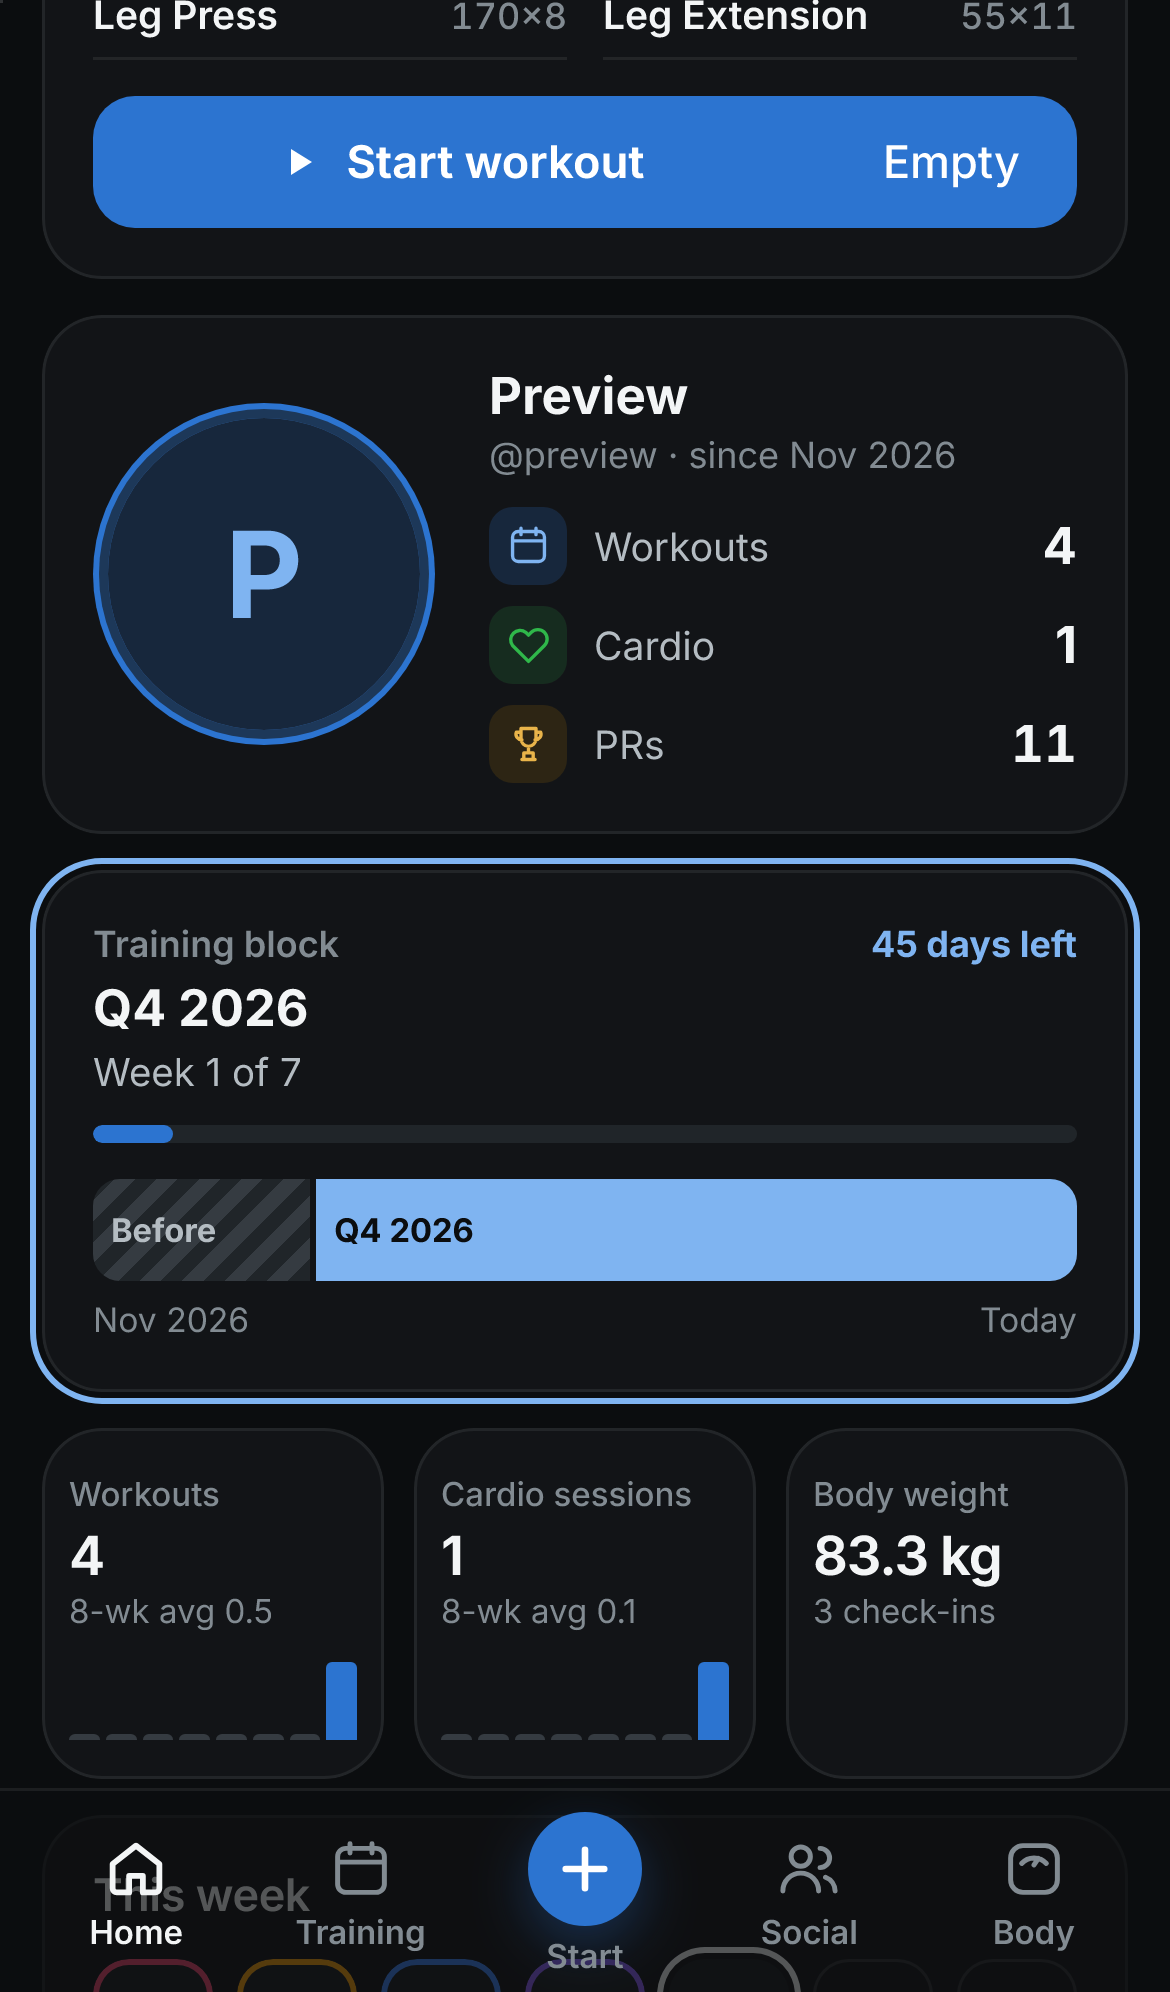 Leg Press 170×8 Leg Extension 55×11
Start workout Empty
Preview
@preview · since Nov 2026
P
Workouts 4
Cardio 1
PRs 11
Training block 45 days left
Q4 2026
Week 1 of 7
Before Q4 2026
Nov 2026 Today
Workouts
4
8-wk avg 0.5
Cardio sessions
1
8-wk avg 0.1
Body weight
83.3 kg
3 check-ins
This week
Home Training Start Social Body